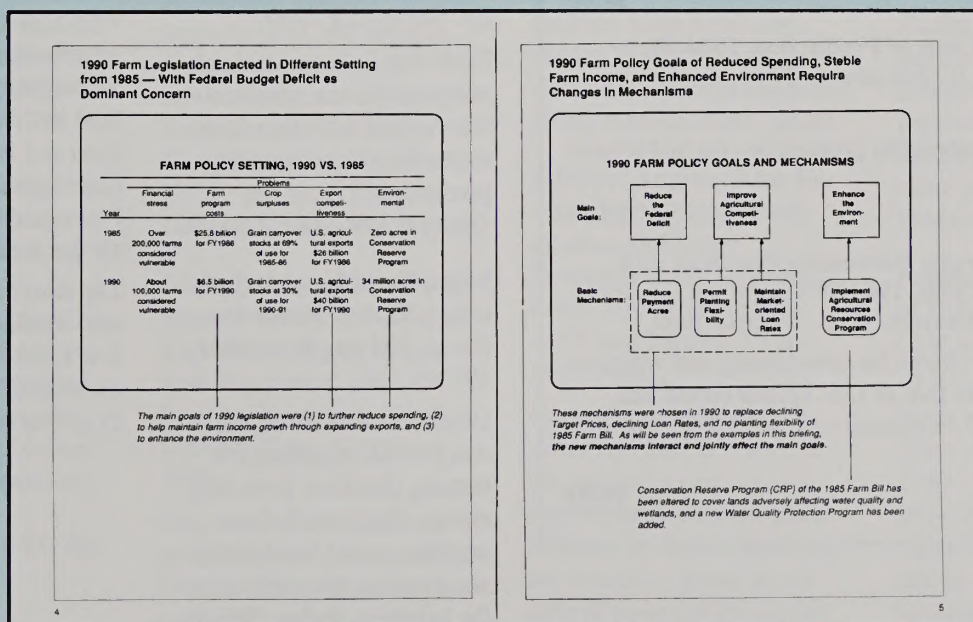 1990 Farm Legislation Enacted in Different Setting
from 1985 — With Fedarel Budget Deficit es
Dominant Concern
FARM POLICY SETTING, 1990 VS. 1985
Problems
Financial Farm Crop Export Environ-
stress program surpluses competi- mental
Year costs liveness
1985 Over $25.8 billion Grain carryover U.S. agricul- Zero acre in
200,000 farms for FY1986 stocks at 69% tural exports Conservation
considered of use for $26 billion Reserve
vulnerable 1985-86 for FY1986 Program
1990 About $6.5 billion Grain carryover U.S. agricul- 34 million acre in
100,000 farms for FY1990 stocks at 30% tural exports Conservation
considered of use for $40 billion Reserve
vulnerable 1990-91 for FY1990 Program
The main goals of 1990 legislation were (1) to further reduce spending, (2)
to help maintain farm income growth through expanding exports, and (3)
to enhance the environment.
4
1990 Farm Policy Goala of Reduced Spending, Steble
Farm Income, and Enhanced Environmant Requira
Changes in Mechanisms
1990 FARM POLICY GOALS AND MECHANISMS
Main
Goals:
Reduce
the
Federal
Deficit
Improve
Agricultural
Competi-
tiveness
Enhance
the
Environ-
ment
Basic
Mechanisms:
Reduce
Payment
Acre
Permit
Planting
Flexi-
bility
Maintain
Market-
oriented
Loan
Rates
Implement
Agricultural
Resources
Conservation
Program
These mechanisms were chosen in 1990 to replace declining
Target Prices, declining Loan Rates, and no planting flexibility of
1985 Farm Bill. As will be seen from the examples in this briefing,
the new mechanisms interact end jointly effect the main goals.
Conservation Reserve Program (CRP) of the 1985 Farm Bill has
been eltered to cover lands adversely affecting water quality and
wetlands, and a new Water Quality Protection Program has been
added.
5